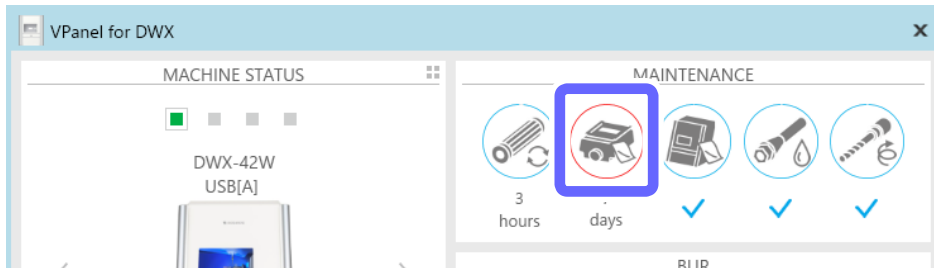 VPanel for DWX
MACHINE STATUS
DWX-42W
USB[A]
MAINTENANCE
3
hours
days